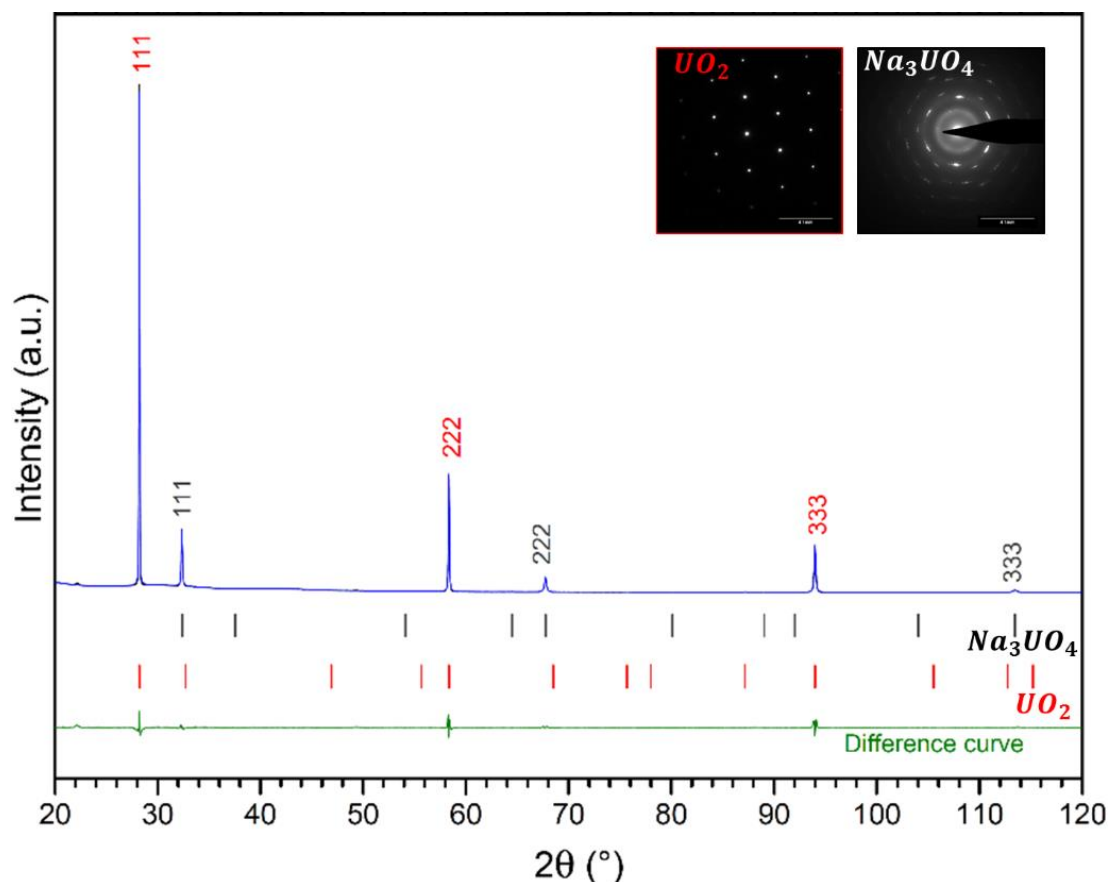 UO₂
Na₃UO₄
111
111
222
222
333
333
Intensity (a.u.)
Na₃UO₄
UO₂
Difference curve
20 30 40 50 60 70 80 90 100 110 120
2θ (°)